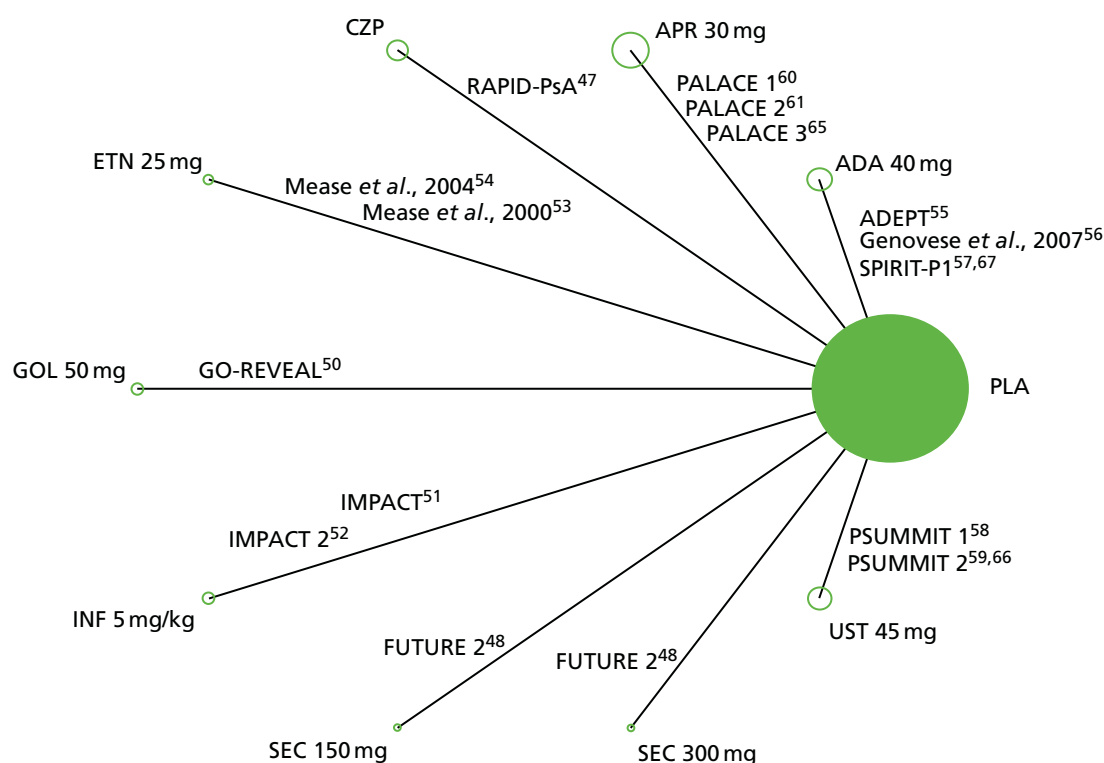 CZP
APR 30 mg
RAPID-PsA47
PALACE 160
PALACE 261
PALACE 365
ETN 25 mg
ADA 40 mg
Mease et al., 200454
Mease et al., 200053
ADEPT55
Genovese et al., 200756
SPIRIT-P157,67
GOL 50 mg
GO-REVEAL50
PLA
IMPACT51
IMPACT 252
INF 5 mg/kg
PSUMMIT 158
PSUMMIT 259,66
UST 45 mg
FUTURE 248
FUTURE 248
SEC 150 mg
SEC 300 mg